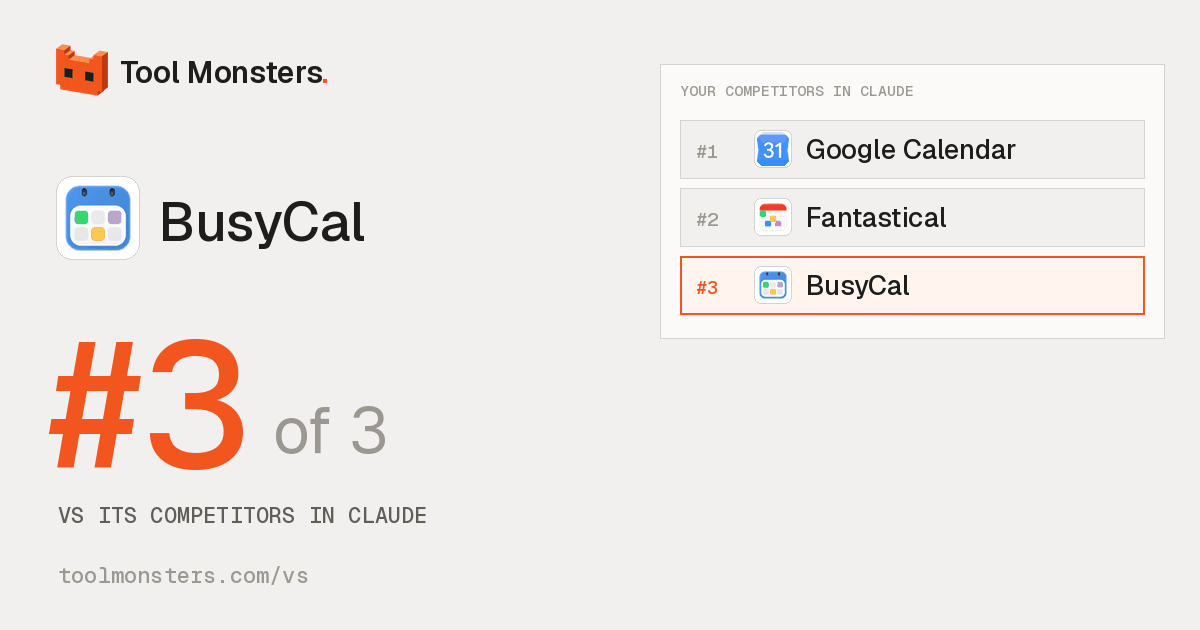 Tool Monsters.
BusyCal
#3 of 3
VS ITS COMPETITORS IN CLAUDE
toolmonsters.com/vs
YOUR COMPETITORS IN CLAUDE
#1 31 Google Calendar
#2 Fantastical
#3 BusyCal